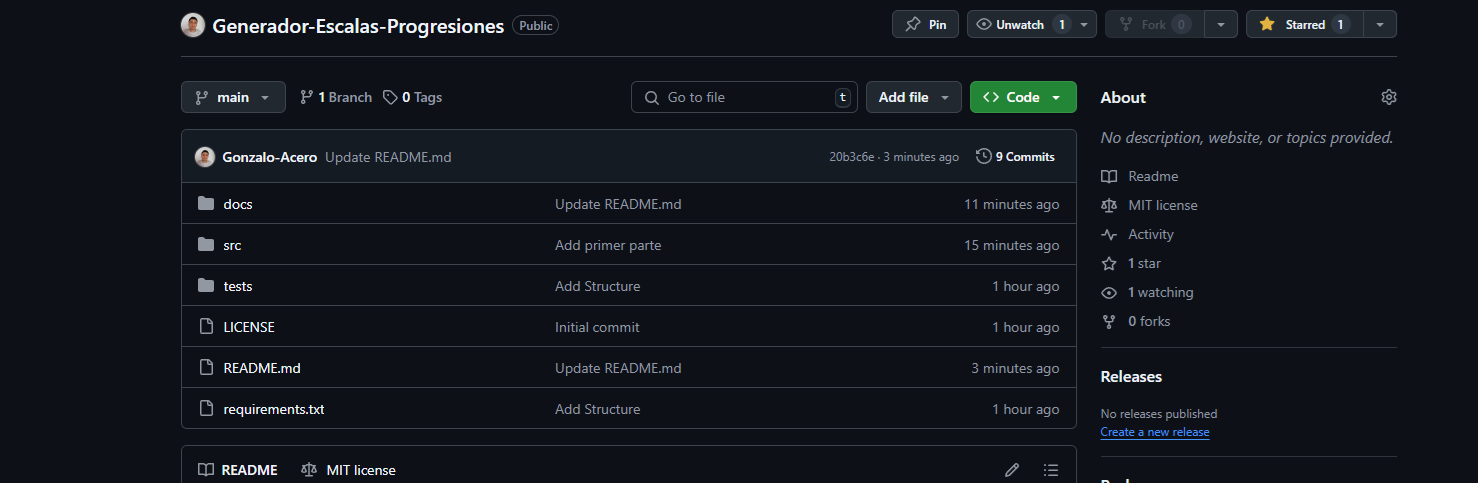 Generador-Escalas-Progresiones Public Pin Unwatch 1 Fork 0 Starred 1
main 1 Branch 0 Tags Go to file t Add file Code
Gonzalo-Acero Update README.md 20b3c6e · 3 minutes ago 9 Commits
docs Update README.md 11 minutes ago
src Add primer parte 15 minutes ago
tests Add Structure 1 hour ago
LICENSE Initial commit 1 hour ago
README.md Update README.md 3 minutes ago
requirements.txt Add Structure 1 hour ago
README MIT license
About
No description, website, or topics provided.
Readme
MIT license
Activity
1 star
1 watching
0 forks
Releases
No releases published
Create a new release